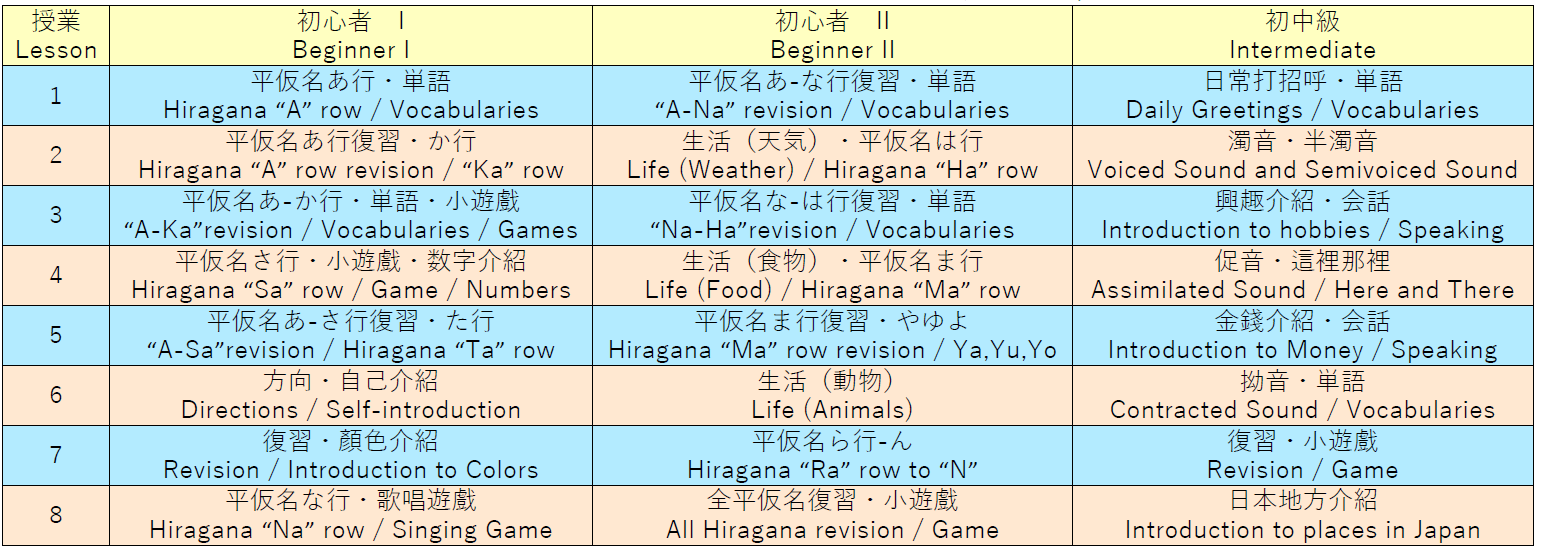 授業
Lesson
初心者　I
Beginner I
初心者　II
Beginner II
初中級
Intermediate
1
平仮名あ行・単語
Hiragana “A” row / Vocabularies
平仮名あ-な行復習・単語
“A-Na” revision / Vocabularies
日常打招呼・単語
Daily Greetings / Vocabularies
2
平仮名あ行復習・か行
Hiragana “A” row revision / “Ka” row
生活（天気）・平仮名は行
Life (Weather) / Hiragana “Ha” row
濁音・半濁音
Voiced Sound and Semivoiced Sound
3
平仮名あ-か行・単語・小遊戲
“A-Ka”revision / Vocabularies / Games
平仮名な-は行復習・単語
“Na-Ha”revision / Vocabularies
興趣介紹・会話
Introduction to hobbies / Speaking
4
平仮名さ行・小遊戲・数字介紹
Hiragana “Sa” row / Game / Numbers
生活（食物）・平仮名ま行
Life (Food) / Hiragana “Ma” row
促音・這裡那裡
Assimilated Sound / Here and There
5
平仮名あ-さ行復習・た行
“A-Sa”revision / Hiragana “Ta” row
平仮名ま行復習・やゆよ
Hiragana “Ma” row revision / Ya,Yu,Yo
金錢介紹・会話
Introduction to Money / Speaking
6
方向・自己介紹
Directions / Self-introduction
生活（動物）
Life (Animals)
拗音・単語
Contracted Sound / Vocabularies
7
復習・顏色介紹
Revision / Introduction to Colors
平仮名ら行-ん
Hiragana “Ra” row to “N”
復習・小遊戲
Revision / Game
8
平仮名な行・歌唱遊戲
Hiragana “Na” row / Singing Game
全平仮名復習・小遊戲
All Hiragana revision / Game
日本地方介紹
Introduction to places in Japan